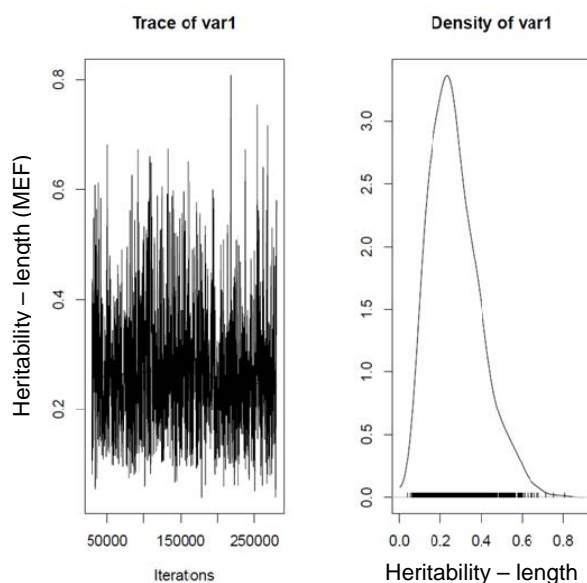 Trace of var1
Heritability – length (MEF)
0.8
0.6
0.4
0.2
50000 150000 250000
Iterations
Density of var1
3.0
2.5
2.0
1.5
1.0
0.5
0.0
0.0 0.2 0.4 0.6 0.8
Heritability – length